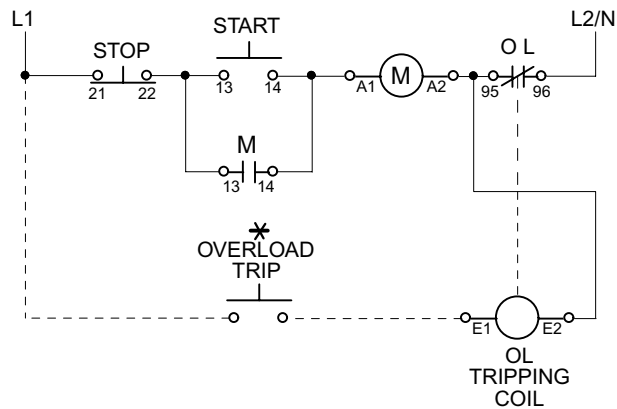 L1
L2/N
START
STOP
O L
21 22
13 14
A1 M A2
95 96
M
13 14
*
OVERLOAD
TRIP
E1 E2
OL
TRIPPING
COIL